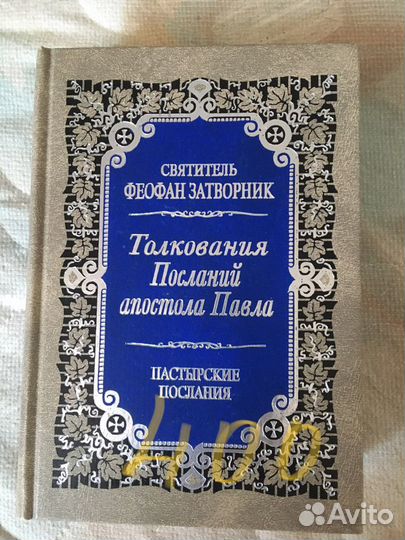 СВЯТИТЕЛЬ
ФЕОФАН ЗАТВОРНИК
Толкования
Посланий
апостола Павла
ПАСТЫРСКИЕ
ПОСЛАНИЯ
400
Avito